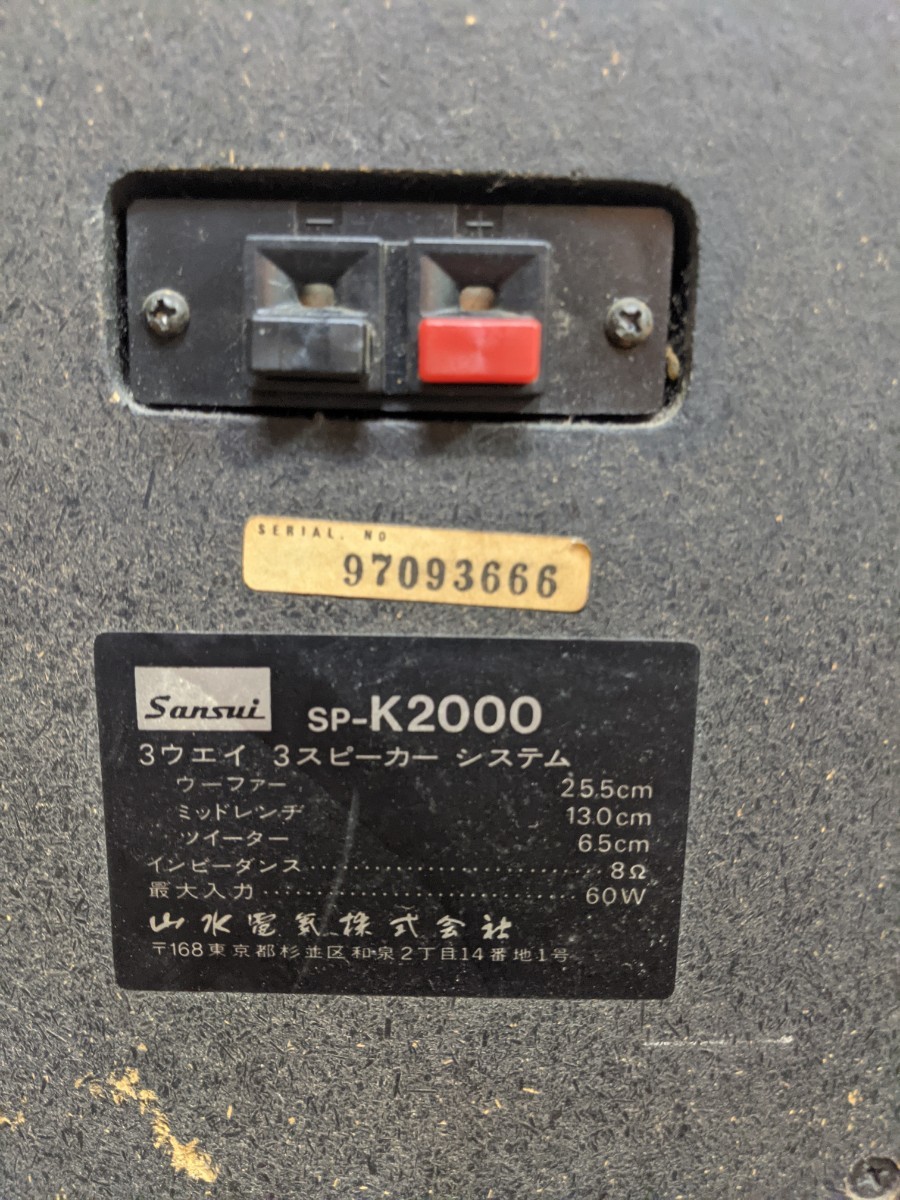 − +
SERIAL. NO
97093666
Sansui SP-K2000
3ウエイ 3スピーカー システム
ウーファー 25.5cm
ミッドレンヂ 13.0cm
ツイーター 6.5cm
インピーダンス 8Ω
最大入力 60W
山水電気株式会社
〒168東京都杉並区和泉2丁目14番地1号